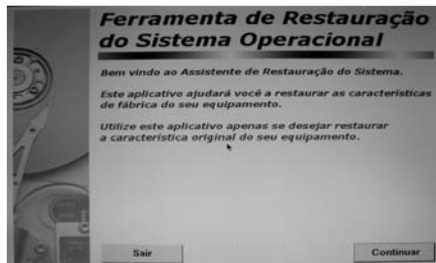 Ferramenta de Restauração
do Sistema Operacional
Bem vindo ao Assistente de Restauração do Sistema.
Este aplicativo ajudará você a restaurar as características
de fábrica do seu equipamento.
Utilize este aplicativo apenas se desejar restaurar
a característica original do seu equipamento.
Sair
Continuar